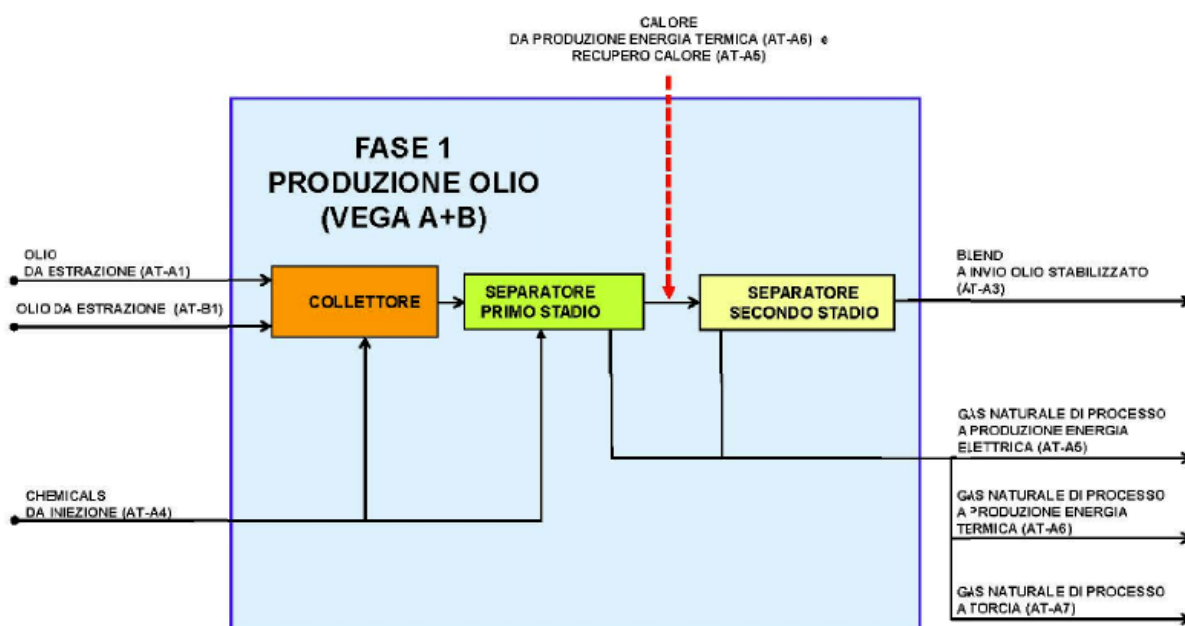 CALORE
DA PRODUZIONE ENERGIA TERMICA (AT-A6) e
RECUPERO CALORE (AT-A5)
FASE 1
PRODUZIONE OLIO
(VEGA A+B)
OLIO
DA ESTRAZIONE (AT-A1)
OLIO DA ESTRAZIONE (AT-B1)
COLLETTORE
SEPARATORE
PRIMO STADIO
SEPARATORE
SECONDO STADIO
BLEND
A INVIO OLIO STABILIZZATO
(AT-A3)
GAS NATURALE DI PROCESSO
A PRODUZIONE ENERGIA
ELETTRICA (AT-A5)
CHEMICALS
DA INIEZIONE (AT-A4)
GAS NATURALE DI PROCESSO
A PRODUZIONE ENERGIA
TERMICA (AT-A6)
GAS NATURALE DI PROCESSO
A TORCIA (AT-A7)